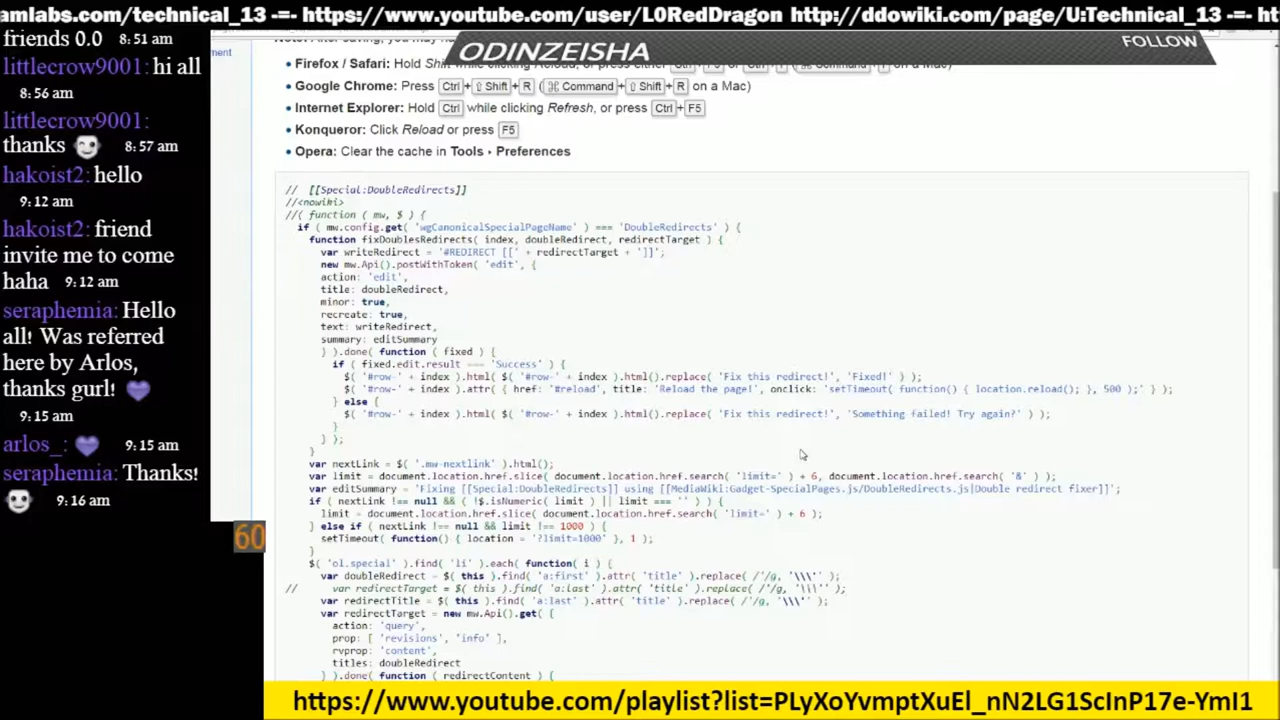 amlabs.com/technical_13 -=- https://www.youtube.com/user/L0RedDragon http://ddowiki.com/page/U:Technical_13 -=- ht
friends 0.0 8:51 am
littlecrow9001: hi all
8:56 am
littlecrow9001:
thanks 8:57 am
hakoist2: hello
9:12 am
hakoist2: friend
invite me to come
haha 9:12 am
seraphemia: Hello
all! Was referred
here by Arlos,
thanks gurl!
9:15 am
arlos_: 9:15 am
seraphemia: Thanks!
9:16 am
60
ODINZEISHA
FOLLOW
Firefox / Safari: Hold Shift while clicking Reload, or press either
Google Chrome: Press Ctrl+⇧Shift+R (⌘Command+⇧Shift+R on a Mac)
Internet Explorer: Hold Ctrl while clicking Refresh, or press Ctrl+F5
Konqueror: Click Reload or press F5
Opera: Clear the cache in Tools ▸ Preferences
// [[Special:DoubleRedirects]]
//<nowiki>
//( function ( mw, $ ) {
if ( mw.config.get( 'wgCanonicalSpecialPageName' ) === 'DoubleRedirects' ) {
function fixDoublesRedirects( index, doubleRedirect, redirectTarget ) {
var writeRedirect = '#REDIRECT [[' + redirectTarget + ']]';
new mw.Api().postWithToken( 'edit', {
action: 'edit',
title: doubleRedirect,
minor: true,
recreate: true,
text: writeRedirect,
summary: editSummary
} ).done( function ( fixed ) {
if ( fixed.edit.result === 'Success' ) {
$( '#row-' + index ).html( $( '#row-' + index ).html().replace( 'Fix this redirect!', 'Fixed!' ) );
$( '#row-' + index ).attr( { href: '#reload', title: 'Reload the page!', onclick: 'setTimeout( function() { location.reload(); }, 500 );' } );
} else {
$( '#row-' + index ).html( $( '#row-' + index ).html().replace( 'Fix this redirect!', 'Something failed! Try again?' ) );
}
} );
}
var nextLink = $( '.mw-nextlink' ).html();
var limit = document.location.href.slice( document.location.href.search( 'limit=' ) + 6, document.location.href.search( '&' ) );
var editSummary = 'Fixing [[Special:DoubleRedirects]] using [[MediaWiki:Gadget-SpecialPages.js/DoubleRedirects.js|Double redirect fixer]]';
if ( nextLink !== null && ( !$.isNumeric( limit ) || limit === '' ) ) {
limit = document.location.href.slice( document.location.href.search( 'limit=' ) + 6 );
} else if ( nextLink !== null && limit !== 1000 ) {
setTimeout( function() { location = '?limit=1000' }, 1 );
}
$( 'ol.special' ).find( 'li' ).each( function( i ) {
var doubleRedirect = $( this ).find( 'a:first' ).attr( 'title' ).replace( /'/g, '\\\'' );
// var redirectTarget = $( this ).find( 'a:last' ).attr( 'title' ).replace( /'/g, '\\\'' );
var redirectTitle = $( this ).find( 'a:last' ).attr( 'title' ).replace( /'/g, '\\\'' );
var redirectTarget = new mw.Api().get( {
action: 'query',
prop: [ 'revisions', 'info' ],
rvprop: 'content',
titles: doubleRedirect
} ).done( function ( redirectContent ) {
https://www.youtube.com/playlist?list=PLyXoYvmptXuEl_nN2LG1ScInP17e-YmI1